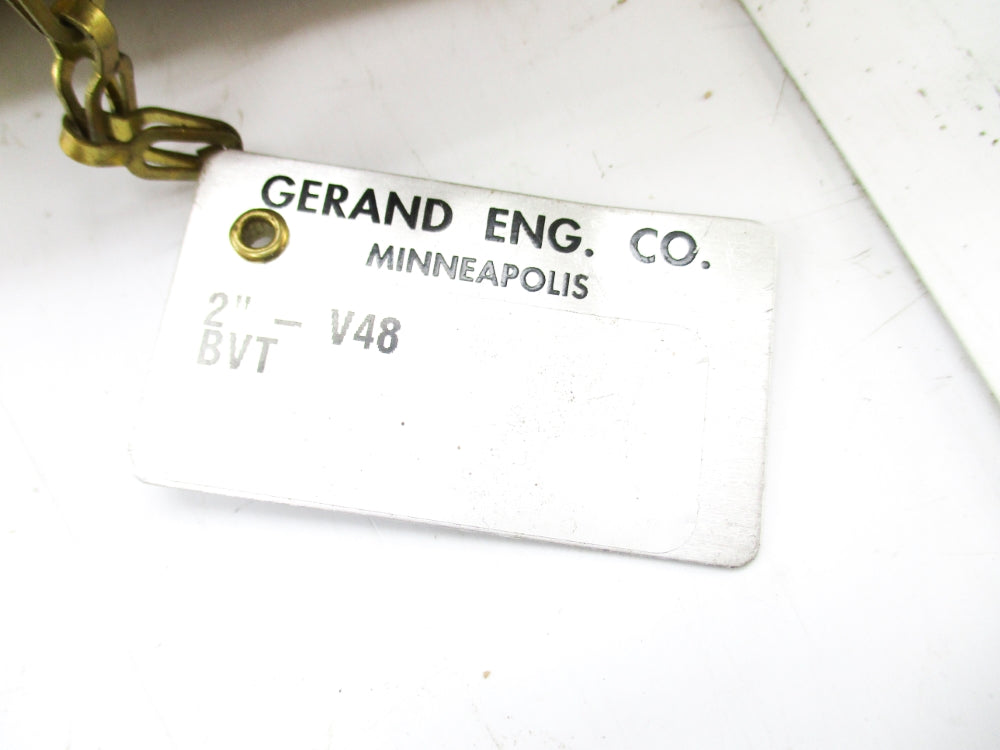 GERAND ENG. CO.
MINNEAPOLIS
2" - V48
BVT